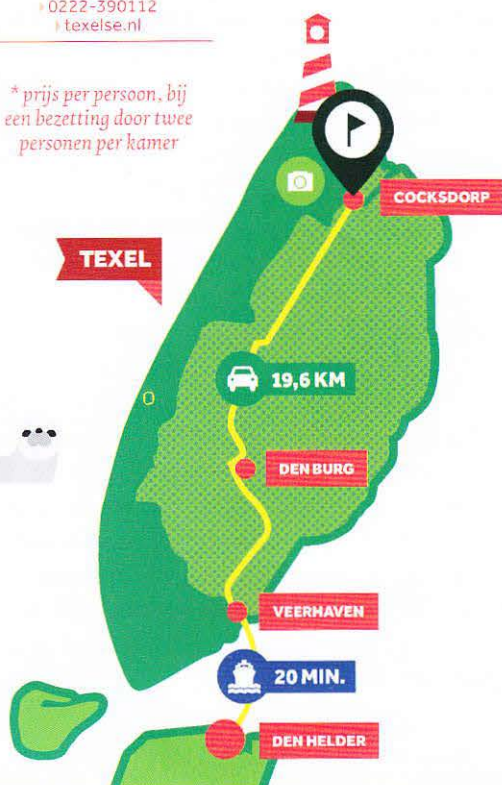 0222-390112
texelse.nl
* prijs per persoon, bij
een bezetting door twee
personen per kamer
COCKSDORP
TEXEL
19,6 KM
DEN BURG
VEERHAVEN
20 MIN.
DEN HELDER